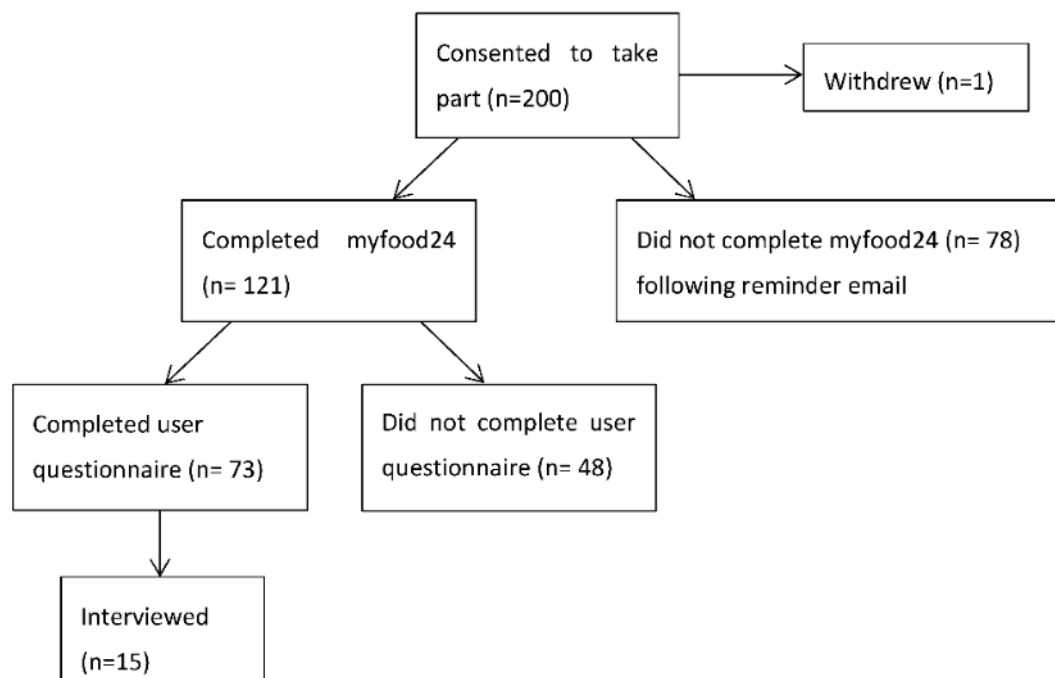 Consented to take
part (n=200)
Withdrew (n=1)
Completed myfood24
(n= 121)
Did not complete myfood24 (n= 78)
following reminder email
Completed user
questionnaire (n= 73)
Did not complete user
questionnaire (n= 48)
Interviewed
(n=15)